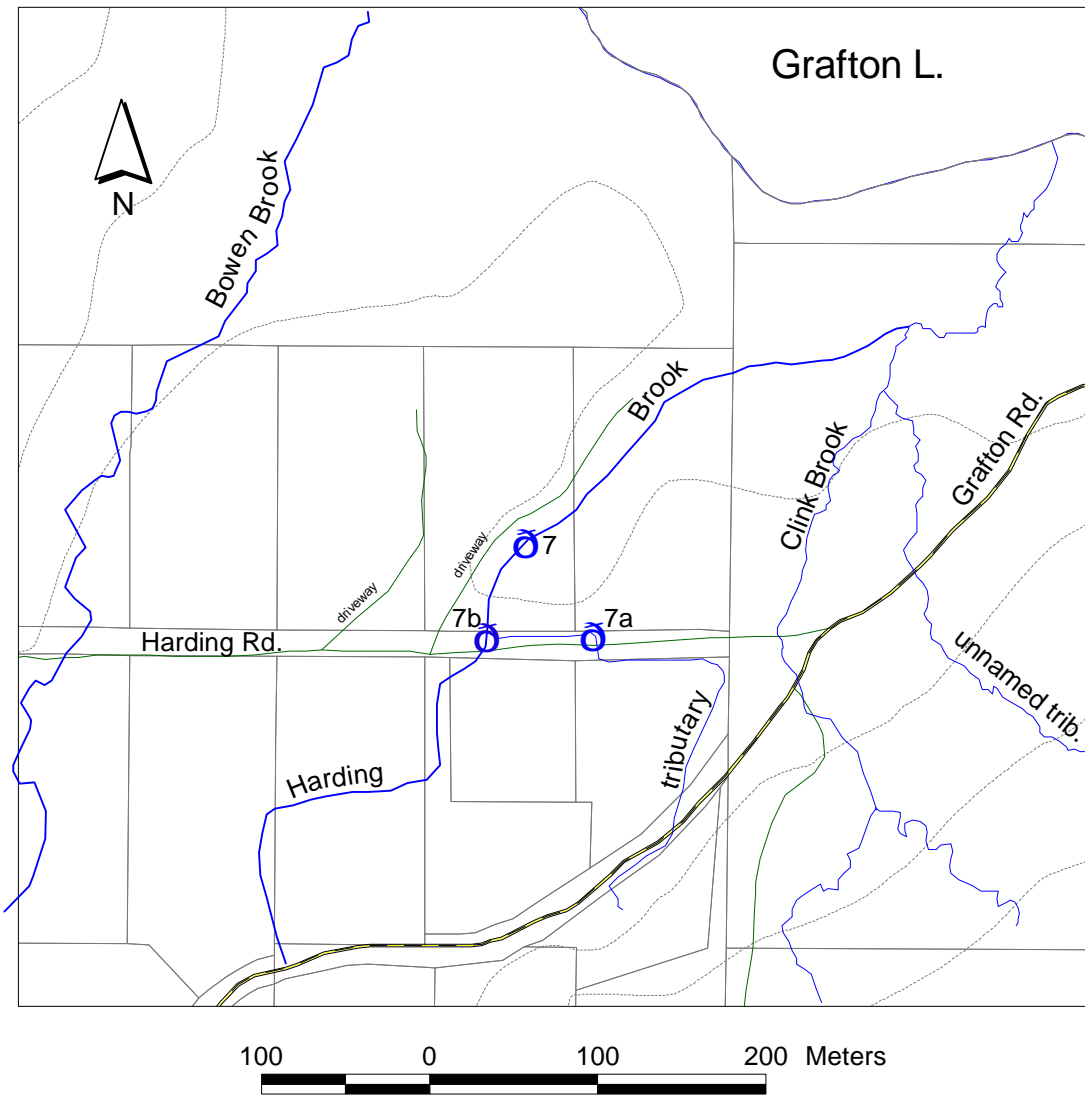 Grafton L.
N
Bowen Brook
Brook
Grafton Rd.
Clink Brook
7
driveway
driveway
7b
7a
Harding Rd.
unnamed trib.
tributary
Harding
100 0 100 200 Meters